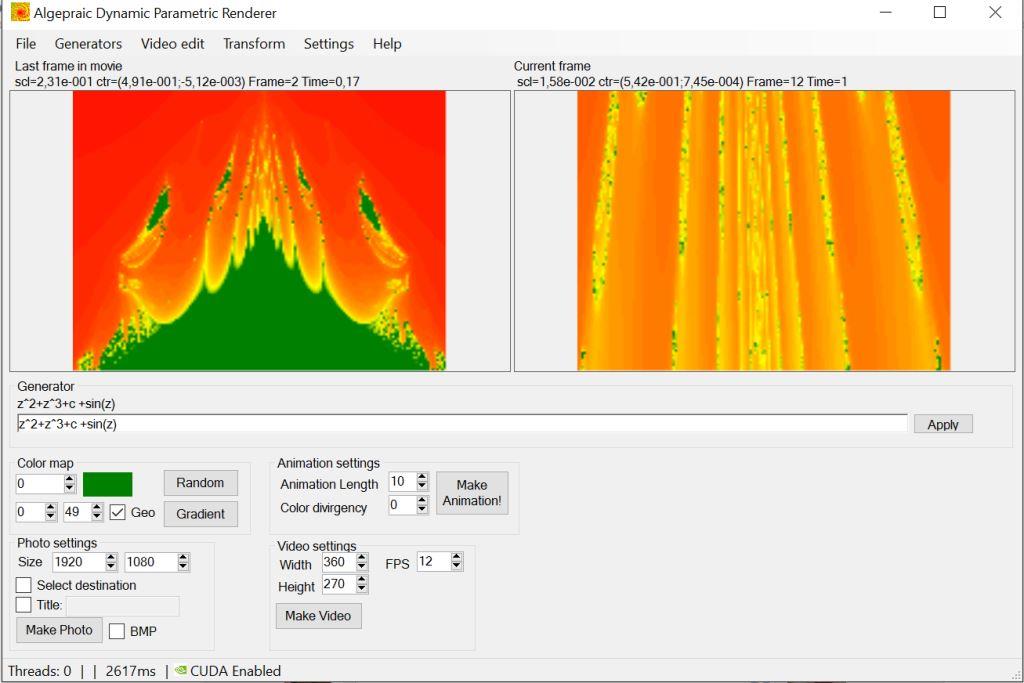 Algepraic Dynamic Parametric Renderer
File Generators Video edit Transform Settings Help
Last frame in movie
scl=2,31e-001 ctr=(4,91e-001;-5,12e-003) Frame=2 Time=0,17
Current frame
scl=1,58e-002 ctr=(5,42e-001;7,45e-004) Frame=12 Time=1
Generator
z^2+z^3+c +sin(z)
z^2+z^3+c +sin(z)
Apply
Color map
0
Random
0 49 Geo
Gradient
Animation settings
Animation Length 10
Color divirgency 0
Make
Animation!
Photo settings
Size 1920 1080
Select destination
Title:
Make Photo BMP
Video settings
Width 360 FPS 12
Height 270
Make Video
Threads: 0 | | 2617ms | CUDA Enabled